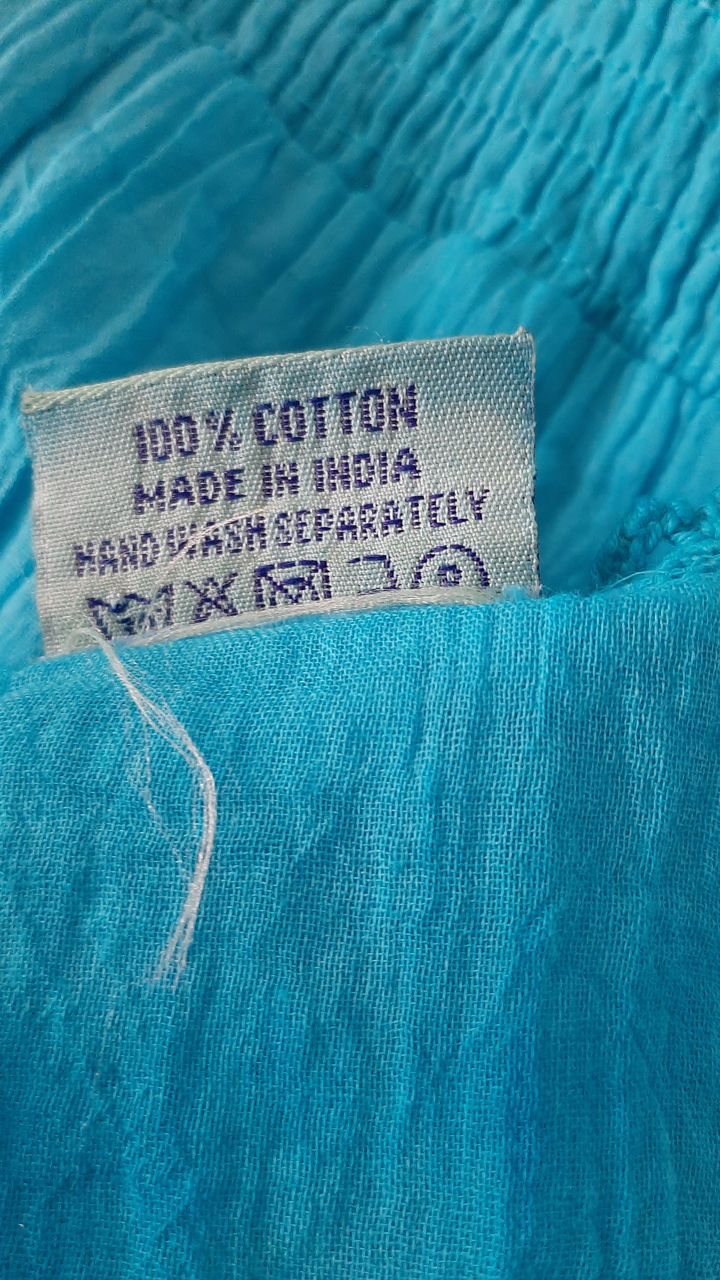 100% COTTON
MADE IN INDIA
HAND WASH SEPARATELY
P